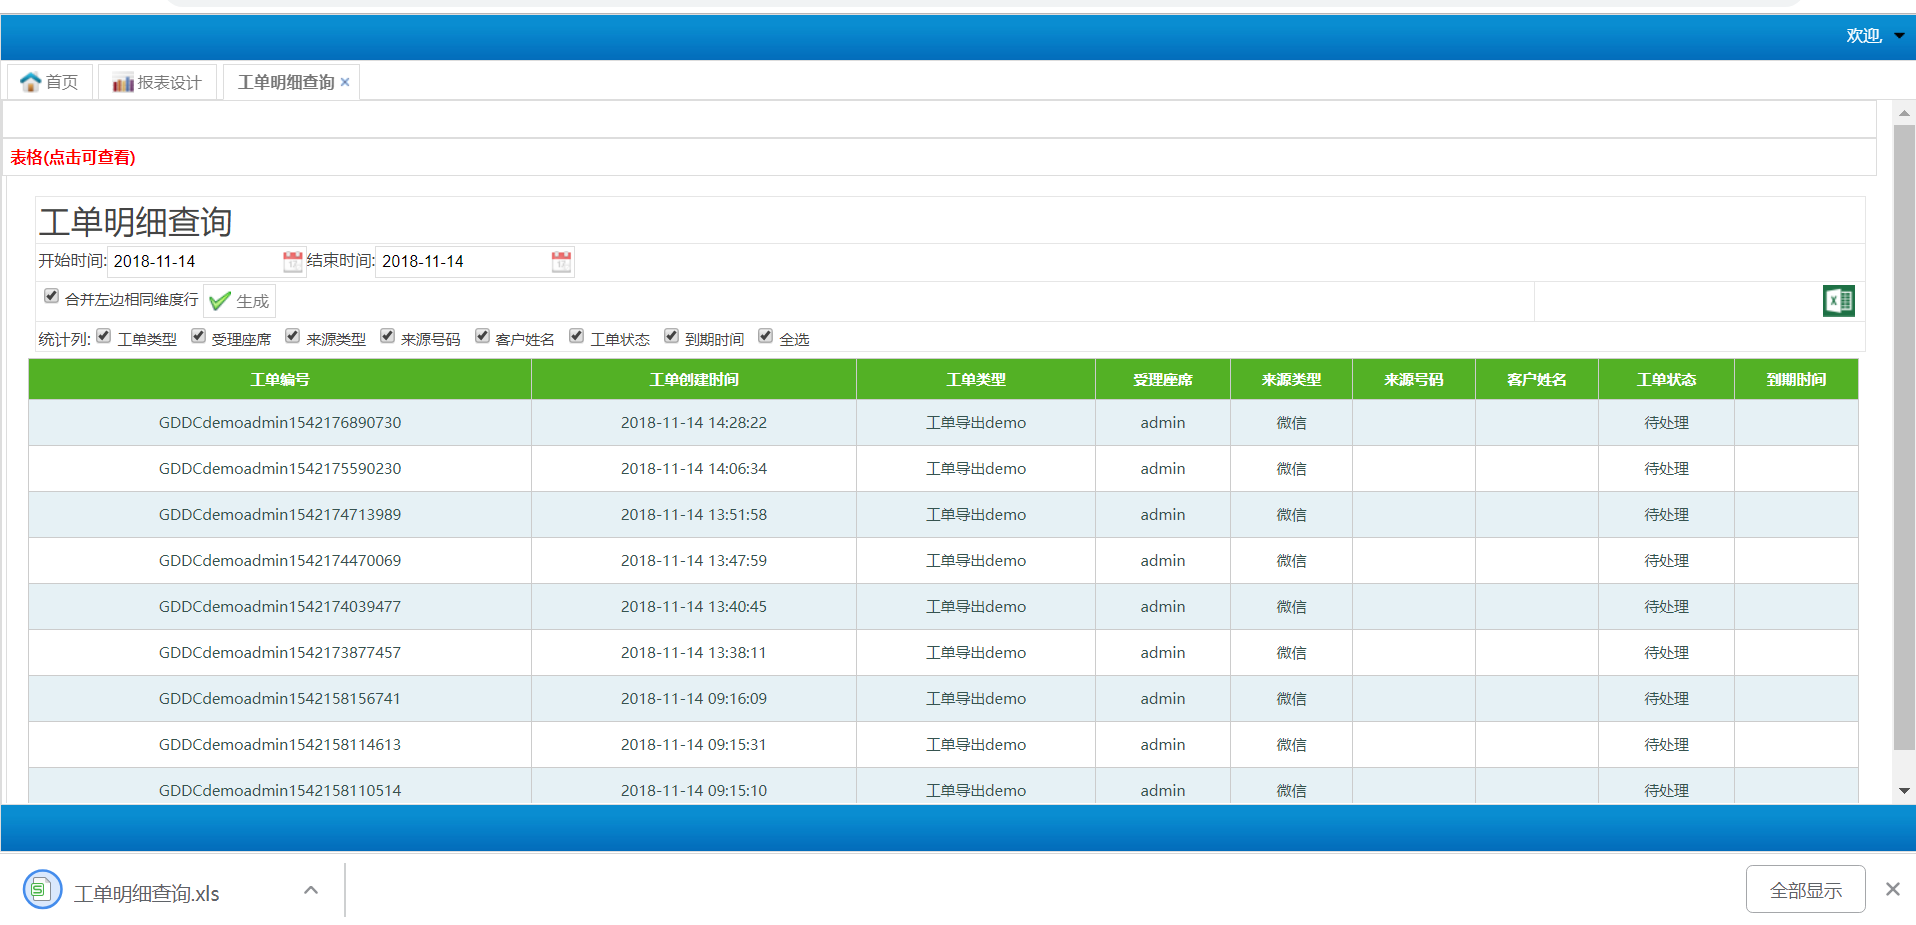 欢迎,
首页 报表设计 工单明细查询 ×
表格(点击可查看)
工单明细查询
开始时间: 2018-11-14 结束时间: 2018-11-14
合并左边相同维度行 生成
统计列: 工单类型 受理座席 来源类型 来源号码 客户姓名 工单状态 到期时间 全选
工单编号 工单创建时间 工单类型 受理座席 来源类型 来源号码 客户姓名 工单状态 到期时间
GDDCdemoadmin1542176890730 2018-11-14 14:28:22 工单导出demo admin 微信 待处理
GDDCdemoadmin1542175590230 2018-11-14 14:06:34 工单导出demo admin 微信 待处理
GDDCdemoadmin1542174713989 2018-11-14 13:51:58 工单导出demo admin 微信 待处理
GDDCdemoadmin1542174470069 2018-11-14 13:47:59 工单导出demo admin 微信 待处理
GDDCdemoadmin1542174039477 2018-11-14 13:40:45 工单导出demo admin 微信 待处理
GDDCdemoadmin1542173877457 2018-11-14 13:38:11 工单导出demo admin 微信 待处理
GDDCdemoadmin1542158156741 2018-11-14 09:16:09 工单导出demo admin 微信 待处理
GDDCdemoadmin1542158114613 2018-11-14 09:15:31 工单导出demo admin 微信 待处理
GDDCdemoadmin1542158110514 2018-11-14 09:15:10 工单导出demo admin 微信 待处理
工单明细查询.xls 全部显示